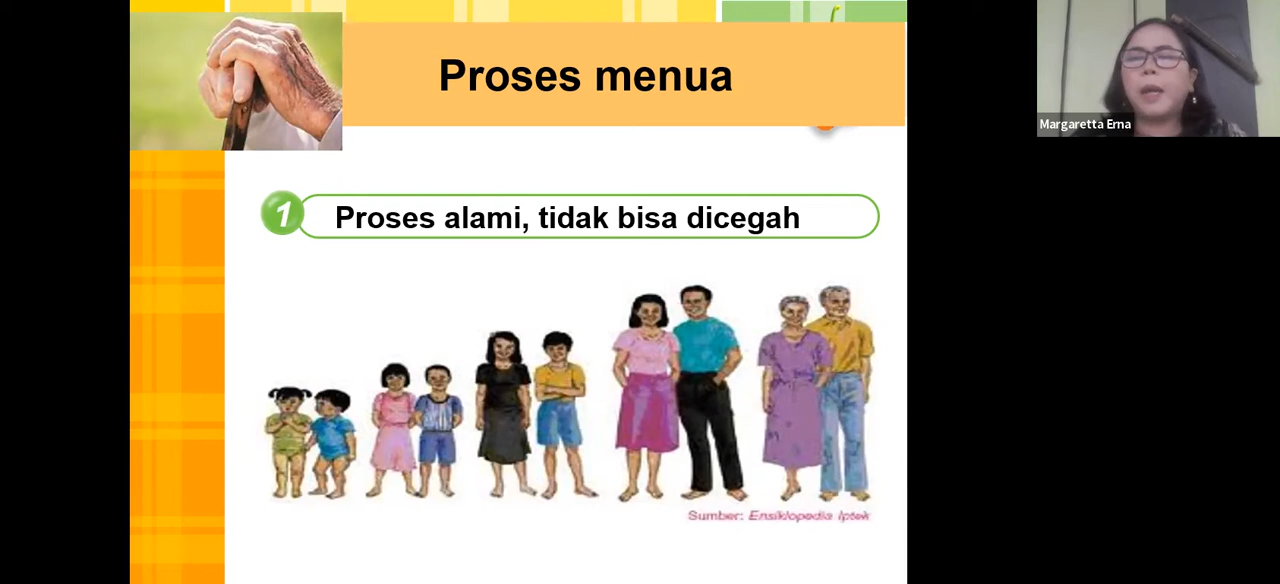 Proses menua
Margaretta Erna
1 Proses alami, tidak bisa dicegah
Sumber: Ensiklopedia Iptek